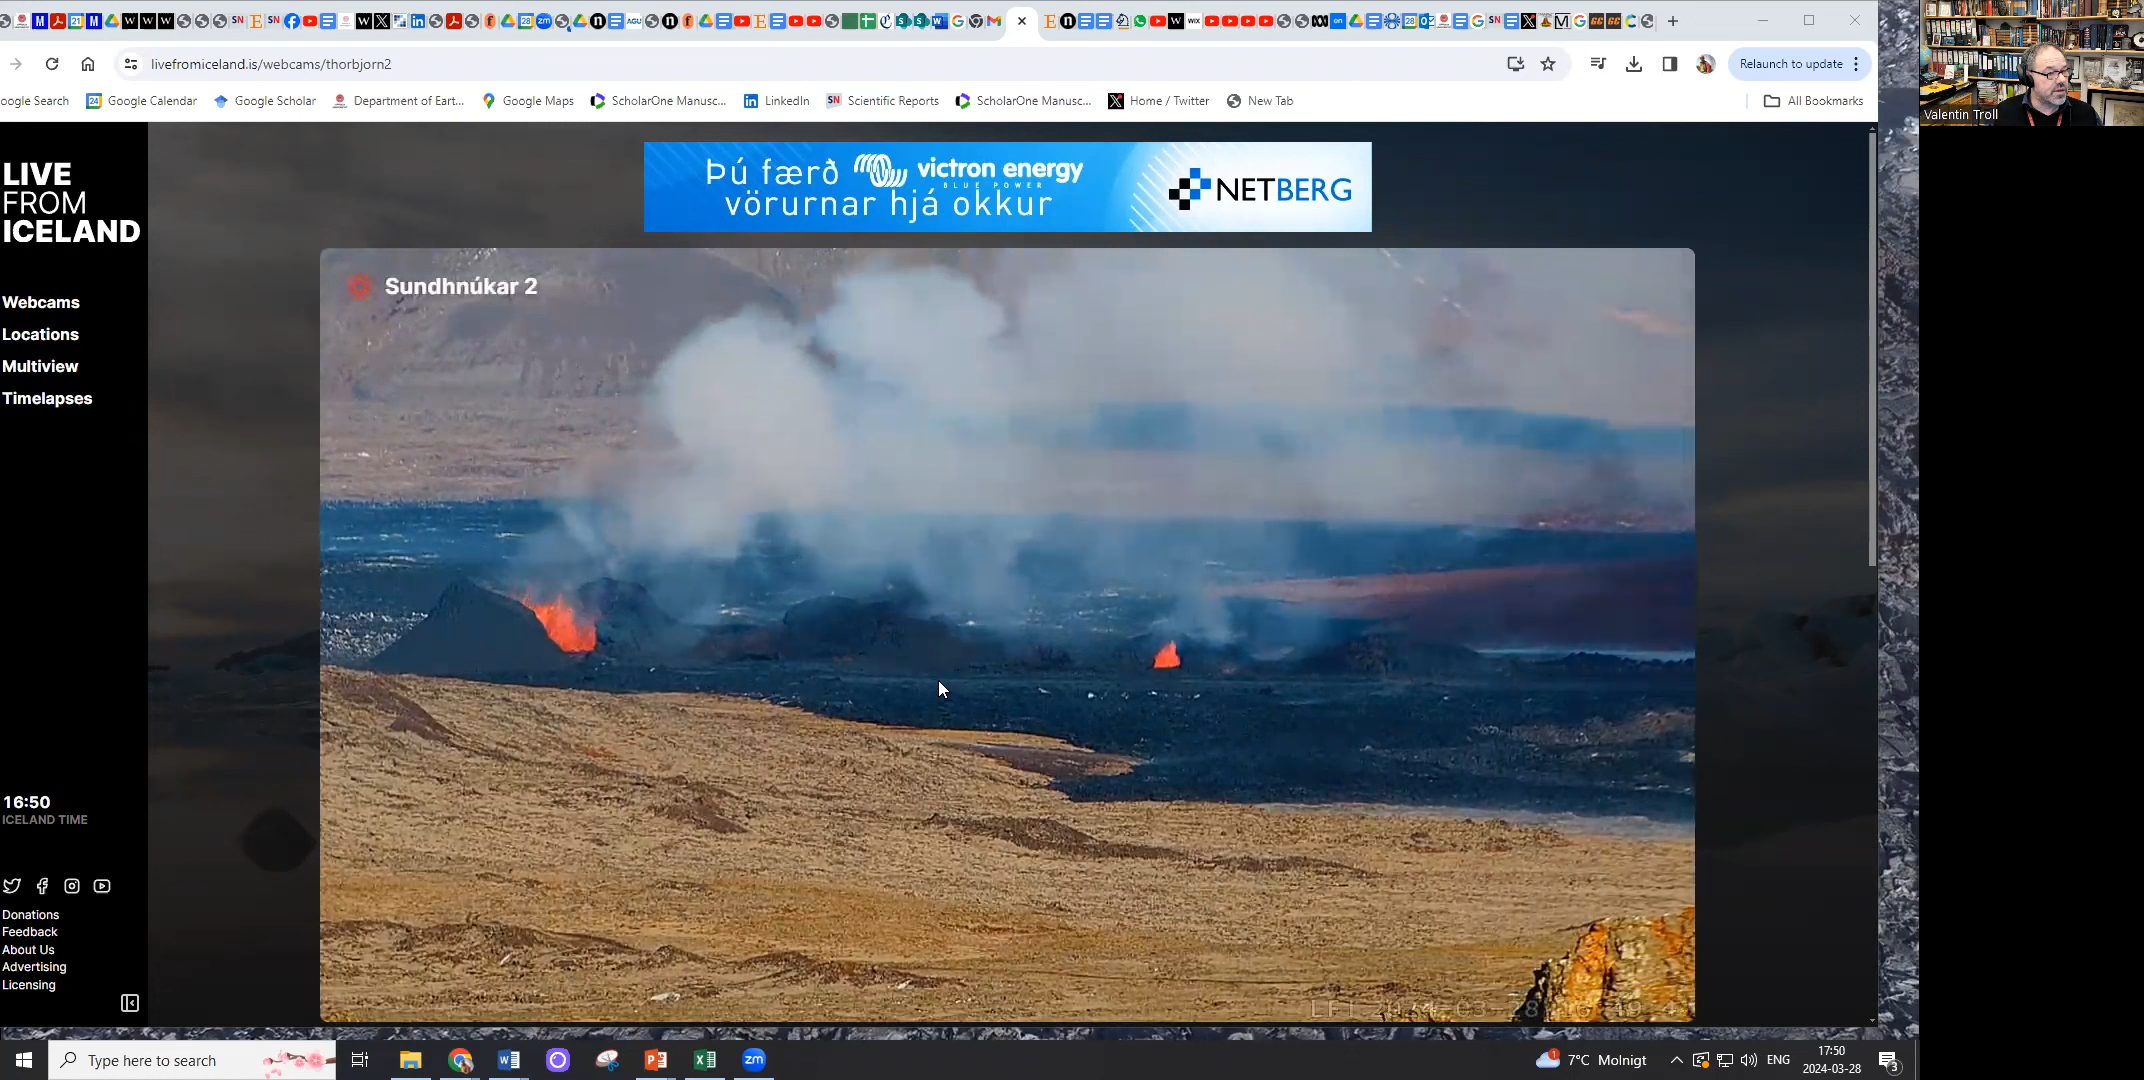 livefromiceland.is/webcams/thorbjorn2
Relaunch to update
oogle Search
Google Calendar
Google Scholar
Department of Eart...
Google Maps
ScholarOne Manusc...
LinkedIn
Scientific Reports
ScholarOne Manusc...
Home / Twitter
New Tab
All Bookmarks
Valentin Troll
LIVE
FROM
ICELAND
Þú færð victron energy
BLUE POWER
vörurnar hjá okkur
NETBERG
Sundhnúkar 2
Webcams
Locations
Multiview
Timelapses
16:50
ICELAND TIME
Donations
Feedback
About Us
Advertising
Licensing
Type here to search
7°C Molnigt
ENG
17:50
2024-03-28